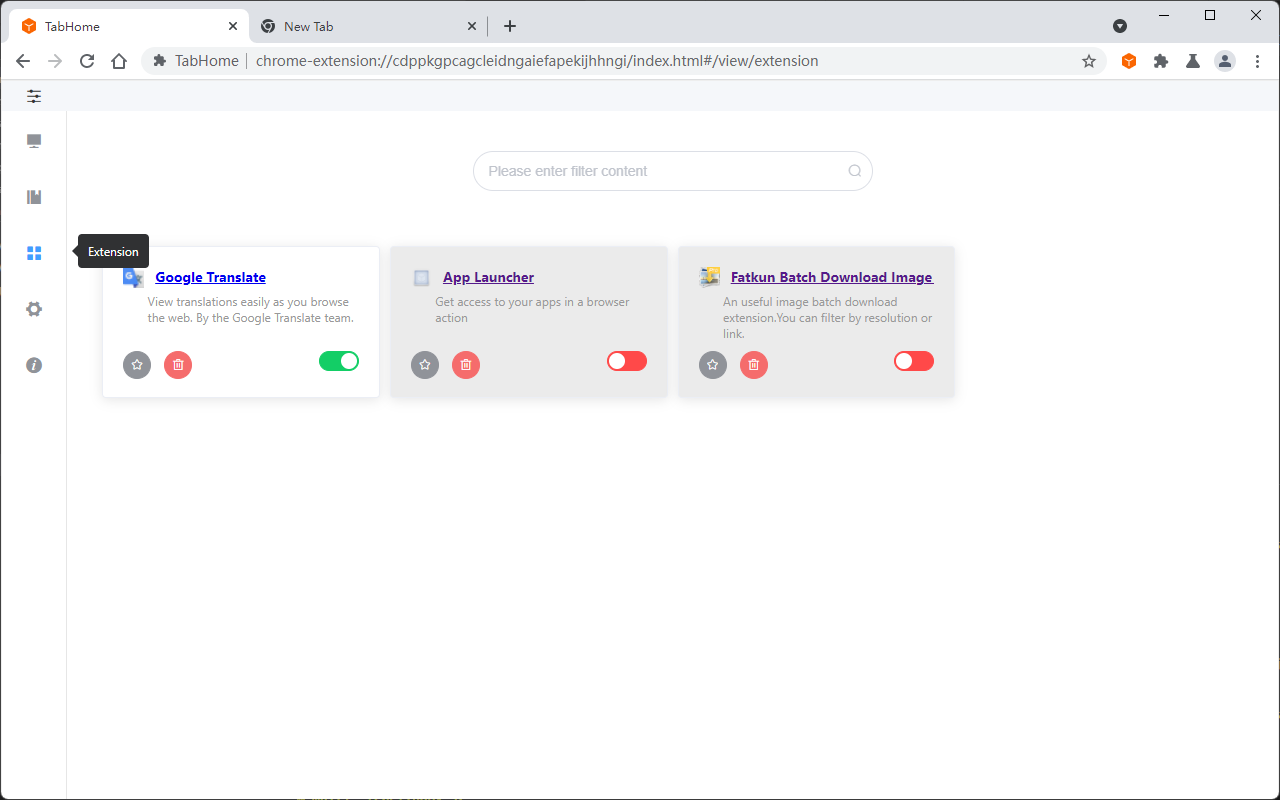 TabHome
New Tab
TabHome
chrome-extension://cdppkgpcagcleidngaiefapekijhhngi/index.html#/view/extension
Please enter filter content
Extension
Google Translate
View translations easily as you browse
the web. By the Google Translate team.
App Launcher
Get access to your apps in a browser
action
Fatkun Batch Download Image
An useful image batch download
extension.You can filter by resolution or
link.